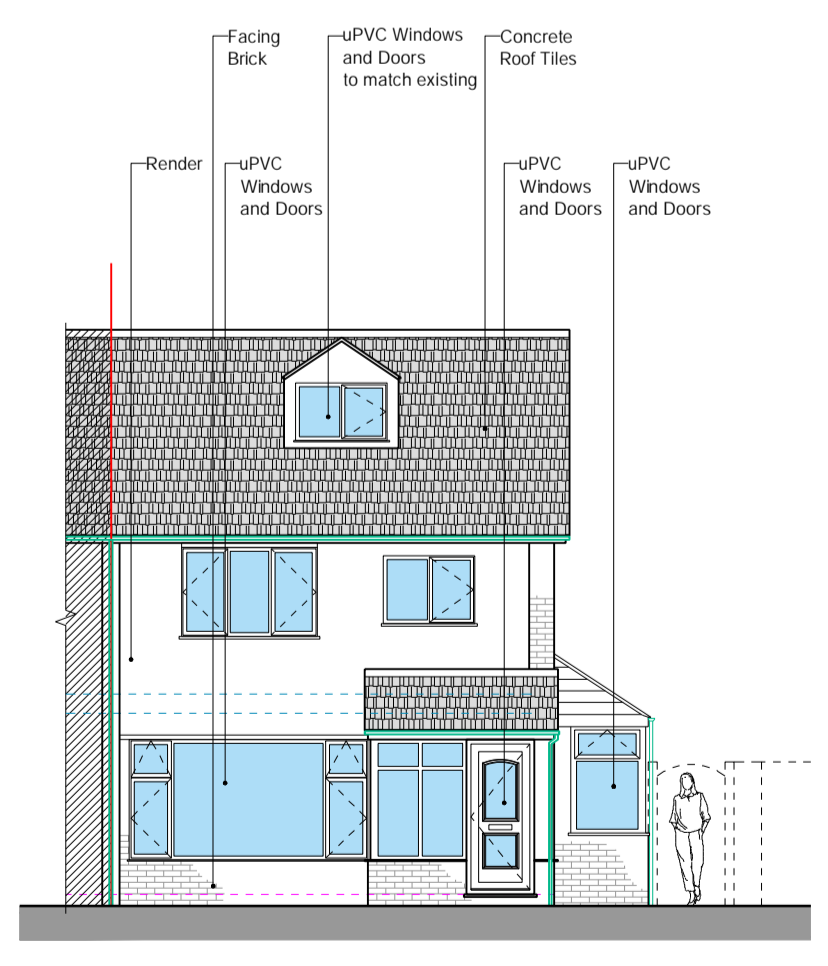 Facing
Brick
uPVC Windows
and Doors
to match existing
Concrete
Roof Tiles
Render
uPVC
Windows
and Doors
uPVC
Windows
and Doors
uPVC
Windows
and Doors